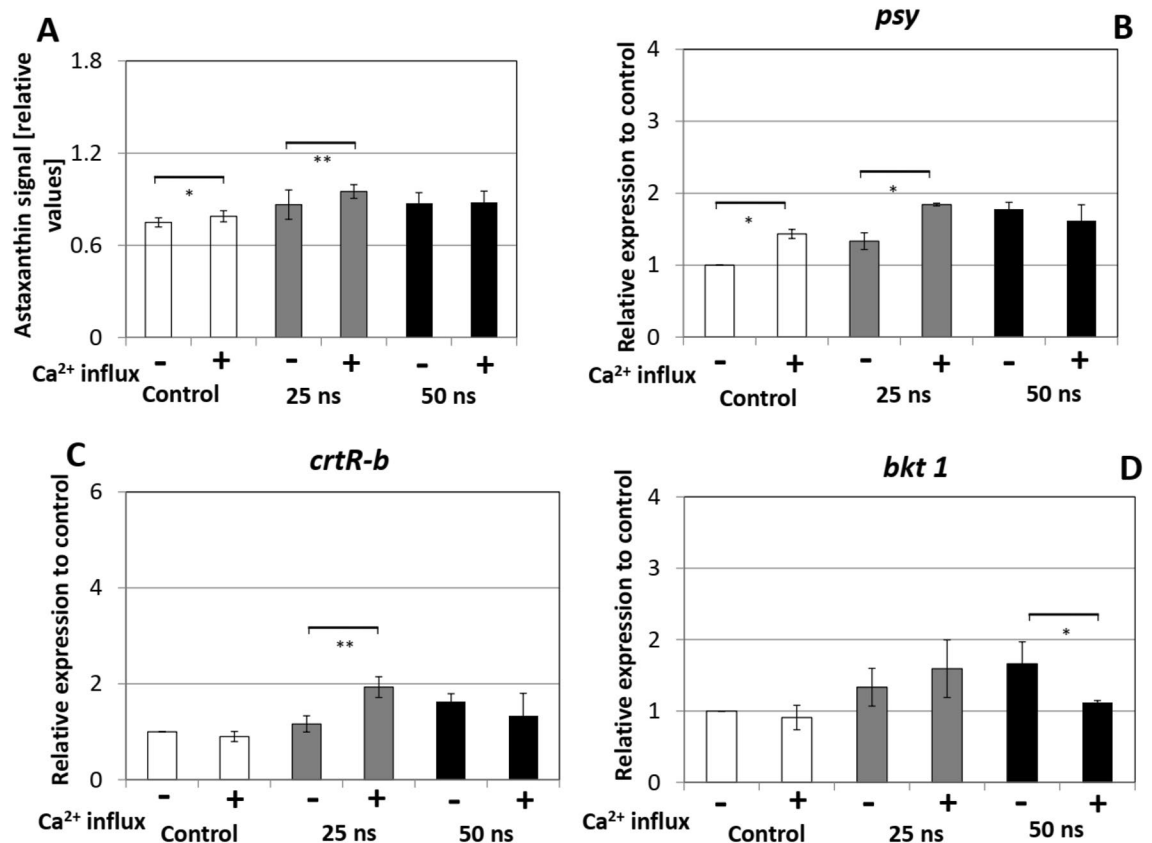 A
Astaxanthin signal [relative
values]
1.8
1.2
0.6
0
*
**
- + - + - +
Ca²⁺ influx
Control 25 ns 50 ns
psy
B
Relative expression to control
4
3
2
1
0
*
*
- + - + - +
Ca²⁺ influx
Control 25 ns 50 ns
C
crtR-b
Relative expression to control
6
4
2
0
**
- + - + - +
Ca²⁺ influx
Control 25 ns 50 ns
bkt 1
D
Relative expression to control
4
3
2
1
0
*
- + - + - +
Ca²⁺ influx
Control 25 ns 50 ns